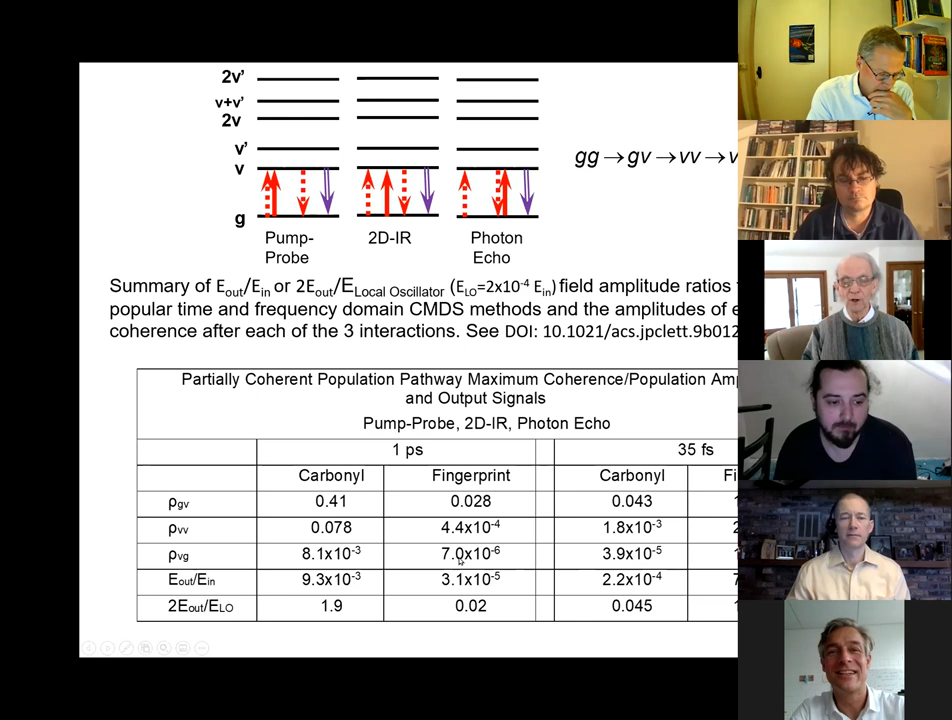 2v'
v+v'
2v
v'
v
g
Pump-Probe
2D-IR
Photon Echo
gg→gv→vv→v
Summary of Eout/Ein or 2Eout/ELocal Oscillator (ELO=2x10-4 Ein) field amplitude ratios
popular time and frequency domain CMDS methods and the amplitudes of e
coherence after each of the 3 interactions. See DOI: 10.1021/acs.jpclett.9b012
Partially Coherent Population Pathway Maximum Coherence/Population Amp
and Output Signals
Pump-Probe, 2D-IR, Photon Echo
1 ps 35 fs
Carbonyl Fingerprint Carbonyl Fi
ρgv 0.41 0.028 0.043
ρvv 0.078 4.4x10-4 1.8x10-3 2
ρvg 8.1x10-3 7.0x10-6 3.9x10-5
Eout/Ein 9.3x10-3 3.1x10-5 2.2x10-4 7
2Eout/ELO 1.9 0.02 0.045